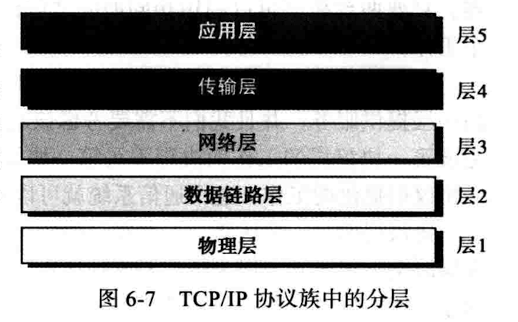 应用层 层5
传输层 层4
网络层 层3
数据链路层 层2
物理层 层1
图 6-7 TCP/IP 协议族中的分层